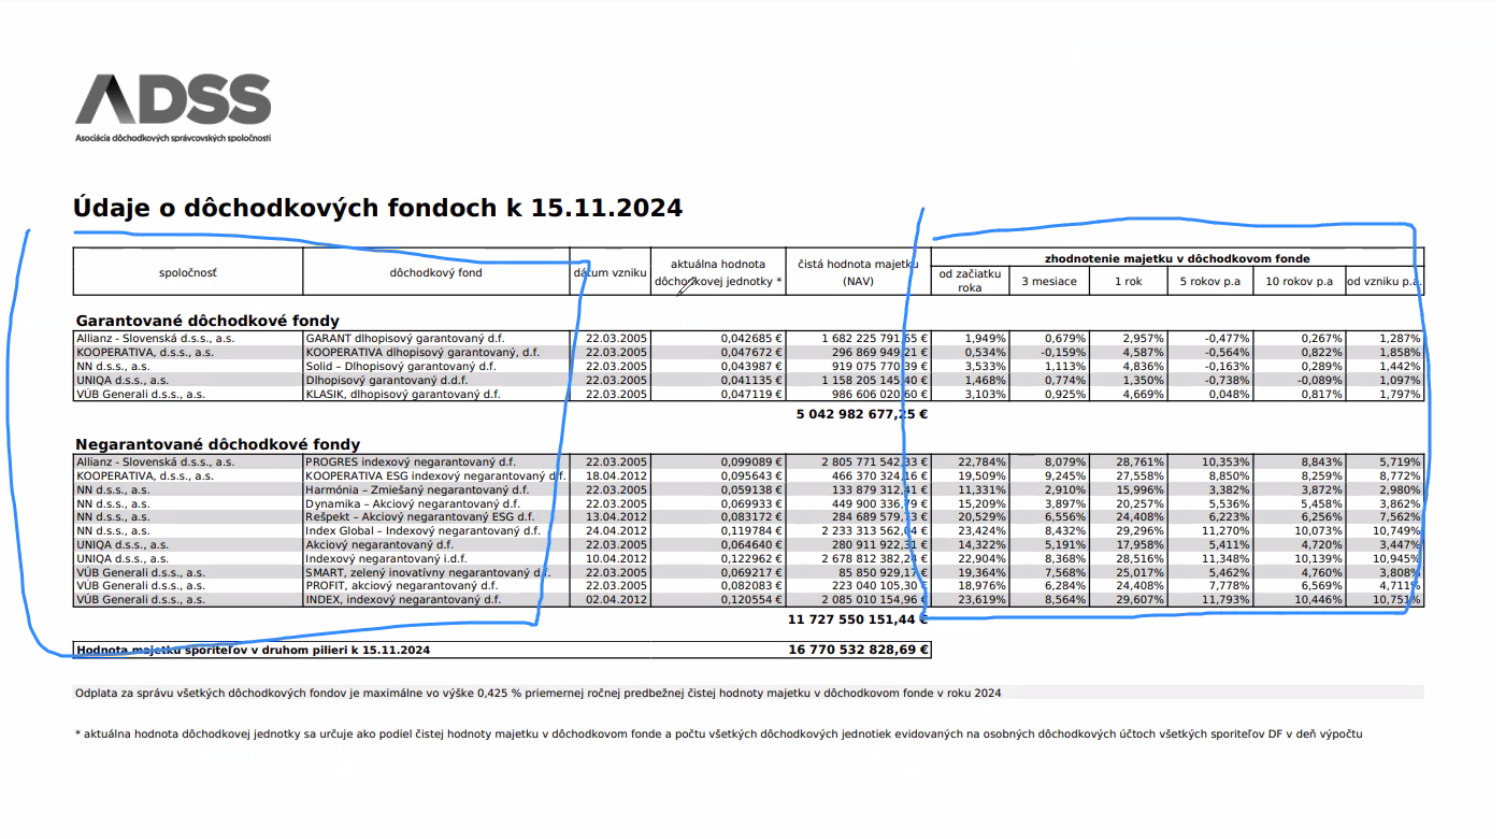 ADSS
Asociácia dôchodkových správcovských spoločností
Údaje o dôchodkových fondoch k 15.11.2024
spoločnosť dôchodkový fond dátum vzniku aktuálna hodnota dôchodkovej jednotky * čistá hodnota majetku (NAV) zhodnotenie majetku v dôchodkovom fonde
od začiatku roka 3 mesiace 1 rok 5 rokov p.a 10 rokov p.a od vzniku p.a.
Garantované dôchodkové fondy
Allianz - Slovenská d.s.s., a.s. GARANT dlhopisový garantovaný d.f. 22.03.2005 0,042685 € 1 682 225 791,65 € 1,949% 0,679% 2,957% -0,477% 0,267% 1,287%
KOOPERATIVA, d.s.s., a.s. KOOPERATIVA dlhopisový garantovaný, d.f. 22.03.2005 0,047672 € 296 869 949,21 € 0,534% -0,159% 4,587% -0,564% 0,822% 1,858%
NN d.s.s., a.s. Solid – Dlhopisový garantovaný d.f. 22.03.2005 0,043987 € 919 075 770,39 € 3,533% 1,113% 4,836% -0,163% 0,289% 1,442%
UNIQA d.s.s., a.s. Dlhopisový garantovaný d.d.f. 22.03.2005 0,041135 € 1 158 205 145,40 € 1,468% 0,774% 1,350% -0,738% -0,089% 1,097%
VÚB Generali d.s.s., a.s. KLASIK, dlhopisový garantovaný d.f. 22.03.2005 0,047119 € 986 606 020,60 € 3,103% 0,925% 4,669% 0,048% 0,817% 1,797%
5 042 982 677,25 €
Negarantované dôchodkové fondy
Allianz - Slovenská d.s.s., a.s. PROGRES indexový negarantovaný d.f. 22.03.2005 0,099089 € 2 805 771 542,33 € 22,784% 8,079% 28,761% 10,353% 8,843% 5,719%
KOOPERATIVA, d.s.s., a.s. KOOPERATIVA ESG indexový negarantovaný d.f. 18.04.2012 0,095643 € 466 370 324,16 € 19,509% 9,245% 27,558% 8,850% 8,259% 8,772%
NN d.s.s., a.s. Harmónia – Zmiešaný negarantovaný d.f. 22.03.2005 0,059138 € 133 879 312,41 € 11,331% 2,910% 15,996% 3,382% 3,872% 2,980%
NN d.s.s., a.s. Dynamika – Akciový negarantovaný d.f. 22.03.2005 0,069933 € 449 900 336,79 € 15,209% 3,897% 20,257% 5,536% 5,458% 3,862%
NN d.s.s., a.s. Rešpekt – Akciový negarantovaný ESG d.f. 13.04.2012 0,083172 € 284 689 579,73 € 20,529% 6,556% 24,408% 6,223% 6,256% 7,562%
NN d.s.s., a.s. Index Global – Indexový negarantovaný d.f. 24.04.2012 0,119784 € 2 233 313 562,04 € 23,424% 8,432% 29,296% 11,270% 10,073% 10,749%
UNIQA d.s.s., a.s. Akciový negarantovaný d.f. 22.03.2005 0,064640 € 280 911 922,31 € 14,322% 5,191% 17,958% 5,411% 4,720% 3,447%
UNIQA d.s.s., a.s. Indexový negarantovaný i.d.f. 10.04.2012 0,122962 € 2 678 812 382,24 € 22,904% 8,368% 28,516% 11,348% 10,139% 10,945%
VÚB Generali d.s.s., a.s. SMART, zelený inovatívny negarantovaný d.f. 22.03.2005 0,069217 € 85 850 929,17 € 19,364% 7,568% 25,017% 5,462% 4,760% 3,808%
VÚB Generali d.s.s., a.s. PROFIT, akciový negarantovaný d.f. 22.03.2005 0,082083 € 223 040 105,30 € 18,976% 6,284% 24,408% 7,778% 6,569% 4,711%
VÚB Generali d.s.s., a.s. INDEX, indexový negarantovaný d.f. 02.04.2012 0,120554 € 2 085 010 154,96 € 23,619% 8,564% 29,607% 11,793% 10,446% 10,751%
11 727 550 151,44 €
Hodnota majetku sporiteľov v druhom pilieri k 15.11.2024 16 770 532 828,69 €
Odplata za správu všetkých dôchodkových fondov je maximálne vo výške 0,425 % priemernej ročnej predbežnej čistej hodnoty majetku v dôchodkovom fonde v roku 2024
* aktuálna hodnota dôchodkovej jednotky sa určuje ako podiel čistej hodnoty majetku v dôchodkovom fonde a počtu všetkých dôchodkových jednotiek evidovaných na osobných dôchodkových účtoch všetkých sporiteľov DF v deň výpočtu